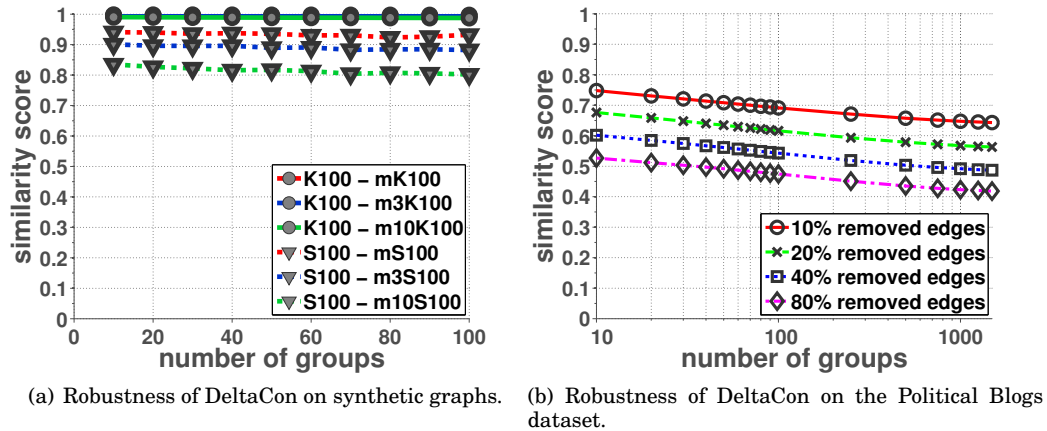 1
0.9
0.8
0.7
0.6
0.5
0.4
0.3
0.2
0.1
0
similarity score
K100 – mK100
K100 – m3K100
K100 – m10K100
S100 – mS100
S100 – m3S100
S100 – m10S100
20 40 60 80 100
number of groups
(a) Robustness of DeltaCon on synthetic graphs.
1
0.9
0.8
0.7
0.6
0.5
0.4
0.3
0.2
0.1
0
similarity score
10% removed edges
20% removed edges
40% removed edges
80% removed edges
10 100 1000
number of groups
(b) Robustness of DeltaCon on the Political Blogs
dataset.